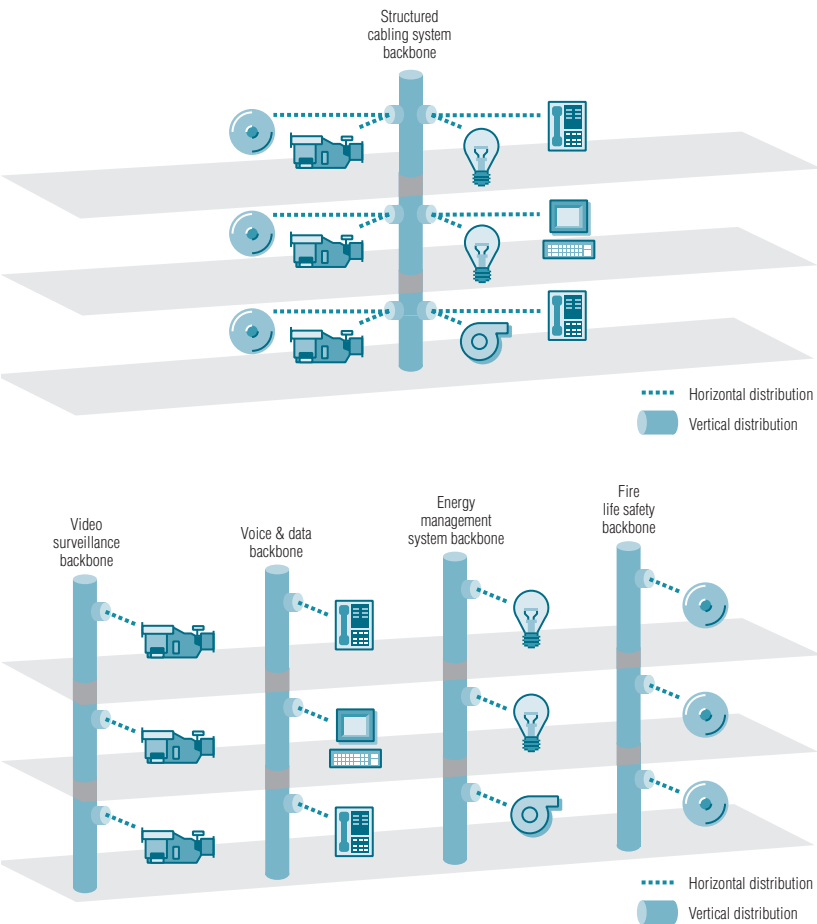 Structured
cabling system
backbone
Horizontal distribution
Vertical distribution
Video
surveillance
backbone
Voice & data
backbone
Energy
management
system backbone
Fire
life safety
backbone
Horizontal distribution
Vertical distribution